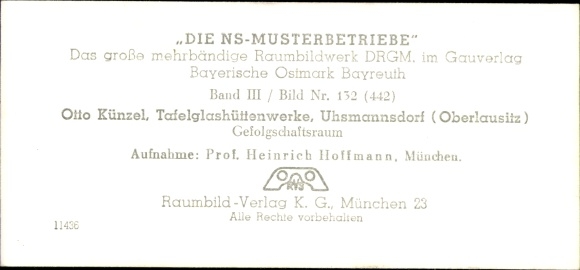 „DIE NS-MUSTERBETRIEBE"
Das große mehrbändige Raumbildwerk DRGM. im Gauverlag
Bayerische Ostmark Bayreuth
Band III / Bild Nr. 132 (442)
Otto Künzel, Tafelglashüttenwerke, Uhsmannsdorf (Oberlausitz)
Gefolgschaftsraum
Aufnahme: Prof. Heinrich Hoffmann, München.
Raumbild-Verlag K. G., München 23
Alle Rechte vorbehalten
11436